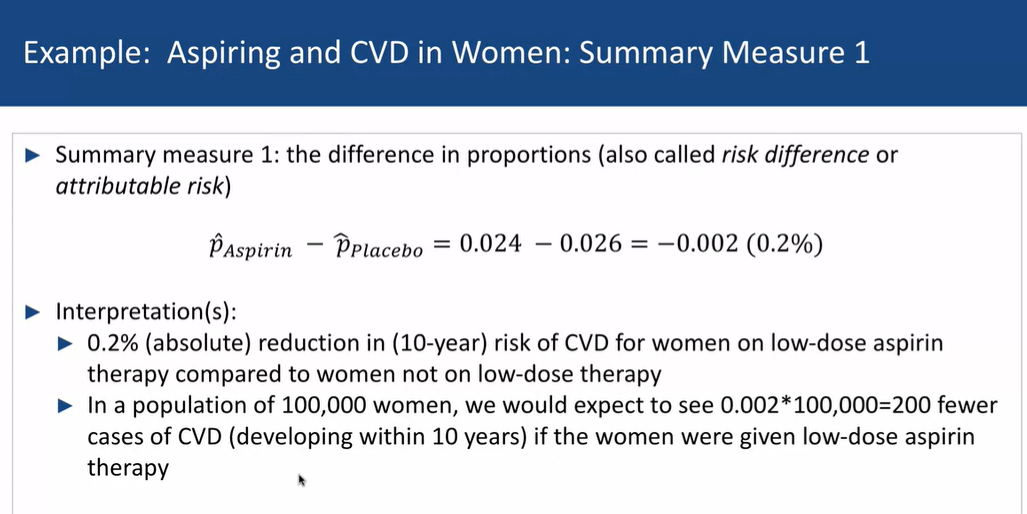 Example: Aspiring and CVD in Women: Summary Measure 1
Summary measure 1: the difference in proportions (also called risk difference or
attributable risk)
p̂Aspirin − p̂Placebo = 0.024 − 0.026 = −0.002 (0.2%)
Interpretation(s):
0.2% (absolute) reduction in (10-year) risk of CVD for women on low-dose aspirin
therapy compared to women not on low-dose therapy
In a population of 100,000 women, we would expect to see 0.002*100,000=200 fewer
cases of CVD (developing within 10 years) if the women were given low-dose aspirin
therapy